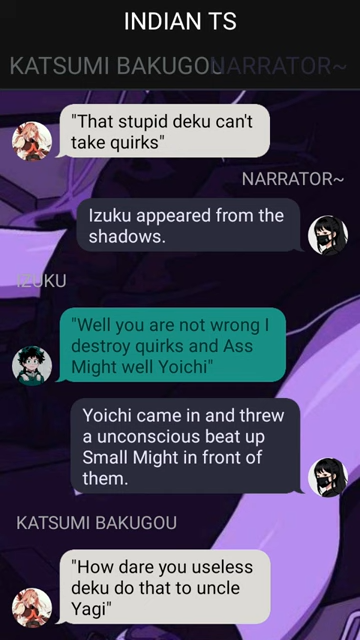 INDIAN TS
KATSUMI BAKUGOU NARRATOR~
"That stupid deku can't
take quirks"
NARRATOR~
Izuku appeared from the
shadows.
IZUKU
"Well you are not wrong I
destroy quirks and Ass
Might well Yoichi"
Yoichi came in and threw
a unconscious beat up
Small Might in front of
them.
KATSUMI BAKUGOU
"How dare you useless
deku do that to uncle
Yagi"